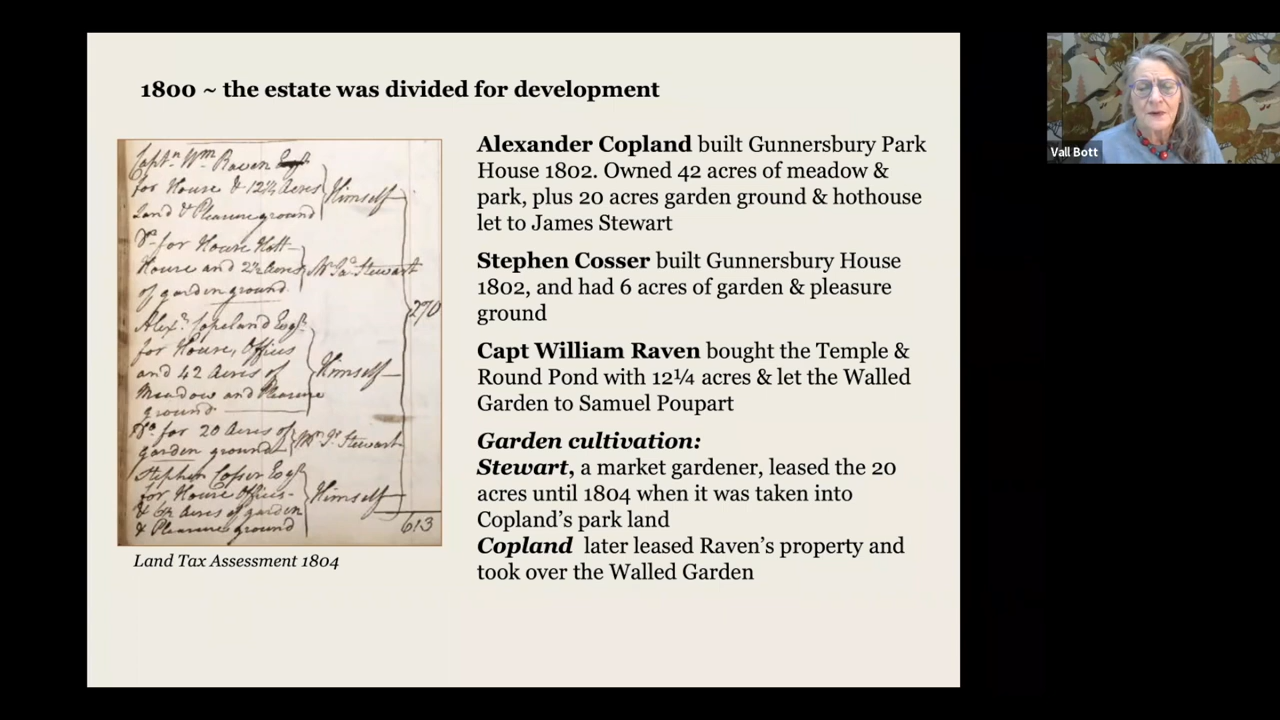 1800 ~ the estate was divided for development
Captn Wm Raven Esqr
for House & 12¼ Acres
Land & Pleasure ground
Himself
Do for House Hott
House and 2½ Acres
of garden ground
Mr Jas Stewart
270
Alexr Copeland Esqr
for House, Offices
and 42 Acres of
Meadow and Pleasure
ground
Himself
Do for 20 Acres of
garden ground
Mr Js Stewart
Stephen Cosser Esqr
for House Offices
& 6½ Acres of garden
& Pleasure ground
Himself
613
Land Tax Assessment 1804
Alexander Copland built Gunnersbury Park
House 1802. Owned 42 acres of meadow &
park, plus 20 acres garden ground & hothouse
let to James Stewart
Stephen Cosser built Gunnersbury House
1802, and had 6 acres of garden & pleasure
ground
Capt William Raven bought the Temple &
Round Pond with 12¼ acres & let the Walled
Garden to Samuel Poupart
Garden cultivation:
Stewart, a market gardener, leased the 20
acres until 1804 when it was taken into
Copland’s park land
Copland later leased Raven’s property and
took over the Walled Garden
Vall Bott